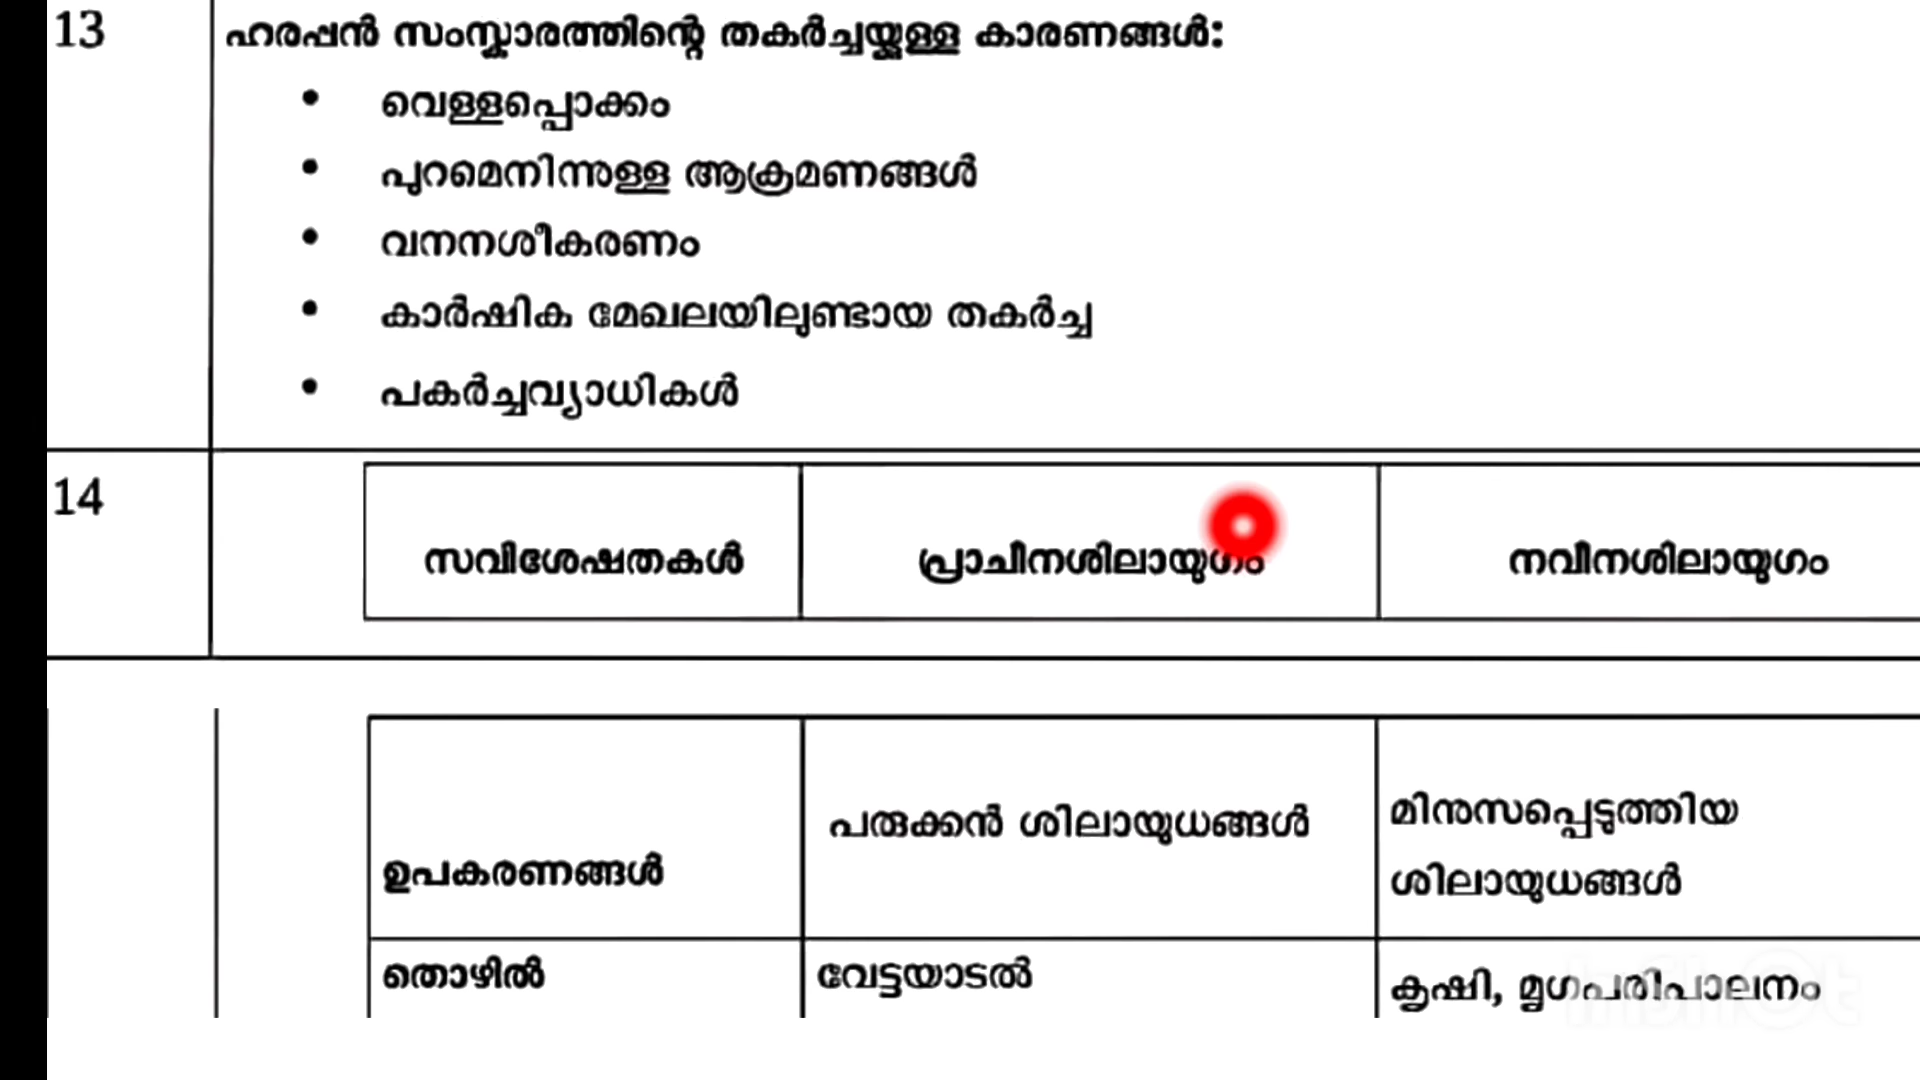 13
ഹരപ്പൻ സംസ്കാരത്തിന്റെ തകർച്ചയ്ക്കുള്ള കാരണങ്ങൾ:
• വെള്ളപ്പൊക്കം
• പുറമെനിന്നുള്ള ആക്രമണങ്ങൾ
• വനനശീകരണം
• കാർഷിക മേഖലയിലുണ്ടായ തകർച്ച
• പകർച്ചവ്യാധികൾ
14
സവിശേഷതകൾ പ്രാചീനശിലായുഗം നവീനശിലായുഗം
ഉപകരണങ്ങൾ
പരുക്കൻ ശിലായുധങ്ങൾ
മിനുസപ്പെടുത്തിയ
ശിലായുധങ്ങൾ
തൊഴിൽ വേട്ടയാടൽ കൃഷി, മൃഗപരിപാലനം
InShOt